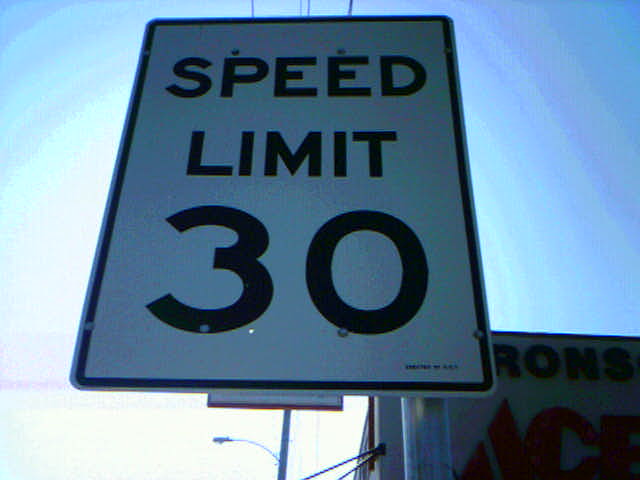 SPEED
LIMIT
30
RONS
ACE